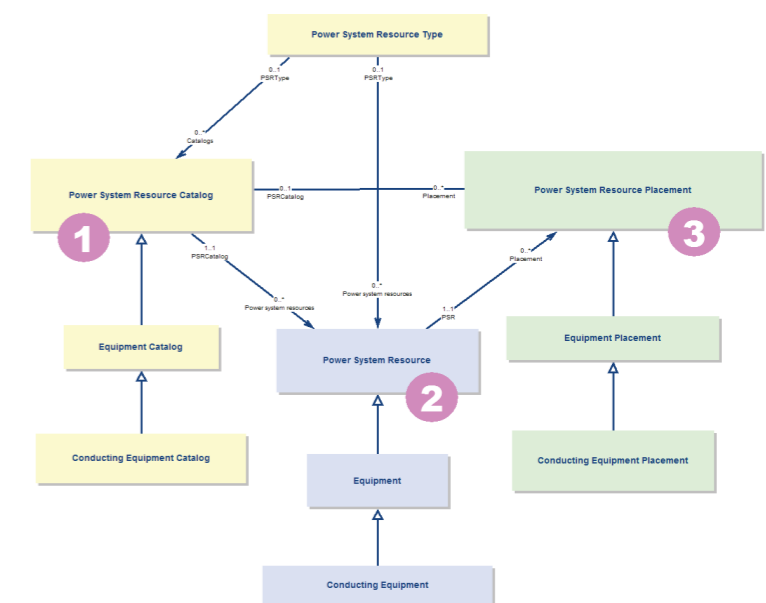 Power System Resource Type
0..1
PSRType
0..1
PSRType
0..*
Catalogs
Power System Resource Catalog
0..1
PSRCatalog
0..*
Placement
Power System Resource Placement
1
3
1..1
PSRCatalog
0..*
Placement
0..*
Power system resources
0..*
Power system resources
1..1
PSR
Equipment Catalog
Power System Resource
Equipment Placement
2
Conducting Equipment Catalog
Equipment
Conducting Equipment Placement
Conducting Equipment